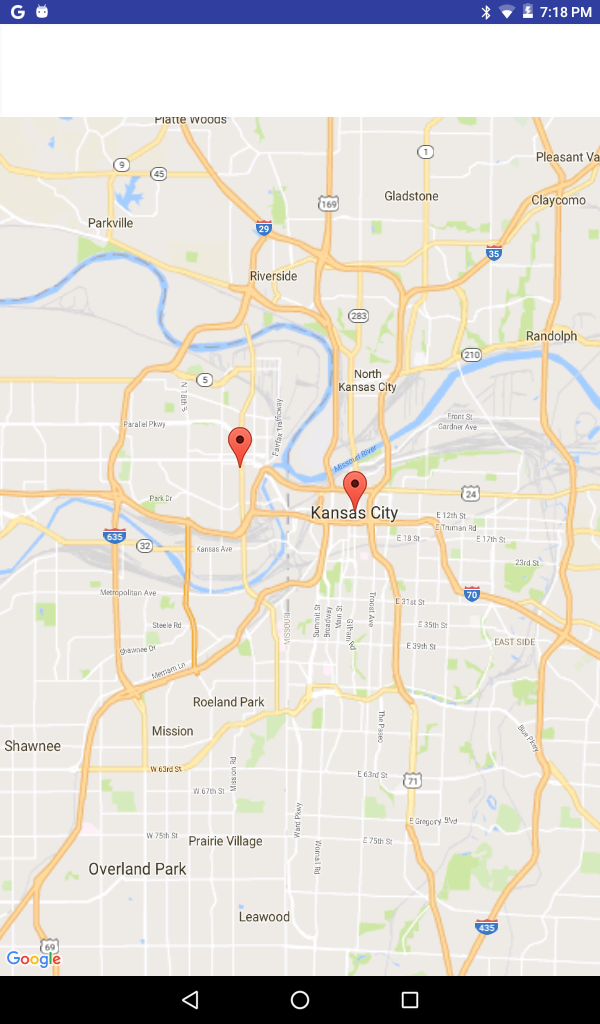 7:18 PM
Platte Woods
1
9
Pleasant Va
45
Gladstone
169
Claycomo
Parkville
29
35
Riverside
283
Randolph
210
North
Kansas City
5
N 18th S
Fairfax Trafficway
Front St
Gardner Ave
Parallel Pkwy
Missouri River
24
Park Dr
Kansas City
E 12th St
E Truman Rd
635
32
Kansas Ave
E 18 St
E 17th St
23rd St
Metropolitan Ave
70
Summit St
Broadway
Main St
Gilham Rd
Troost Ave
E 31st St
MISSOURI
Steele Rd
E 35th St
E 39th St
EAST SIDE
Shawnee Dr
Merriam Ln
Roeland Park
The Paseo
Blue Pkwy
Mission
Shawnee
W 63rd St
Mission Rd
E 63rd St
71
W 67th St
Ward Pkwy
E Gregory Blvd
W 75th St
Prairie Village
Wornall Rd
E 75th St
Overland Park
Leawood
435
69
Google